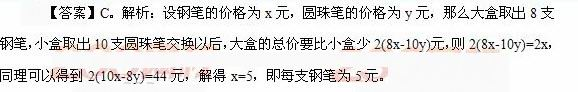 【答案】C。解析：设钢笔的价格为 x 元，圆珠笔的价格为 y 元，那么大盒取出 8 支
钢笔，小盒取出 10 支圆珠笔交换以后，大盒的总价要比小盒少 2(8x-10y)元，则 2(8x-10y)=2x，
同理可以得到 2(10x-8y)=44 元，解得 x=5，即每支钢笔为 5 元。